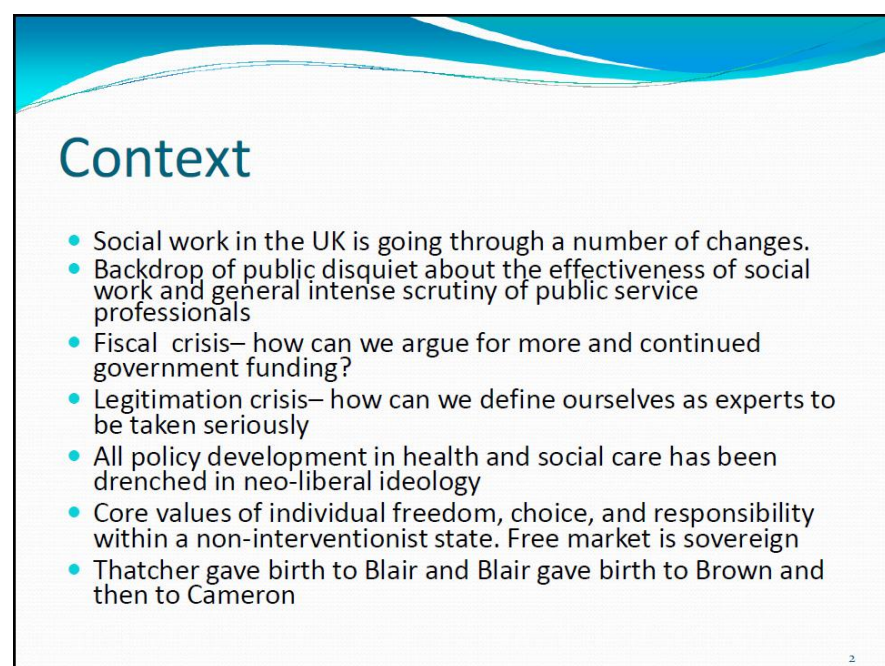 Context
• Social work in the UK is going through a number of changes.
• Backdrop of public disquiet about the effectiveness of social
work and general intense scrutiny of public service
professionals
• Fiscal  crisis– how can we argue for more and continued
government funding?
• Legitimation crisis– how can we define ourselves as experts to
be taken seriously
• All policy development in health and social care has been
drenched in neo-liberal ideology
• Core values of individual freedom, choice, and responsibility
within a non-interventionist state. Free market is sovereign
• Thatcher gave birth to Blair and Blair gave birth to Brown and
then to Cameron
2